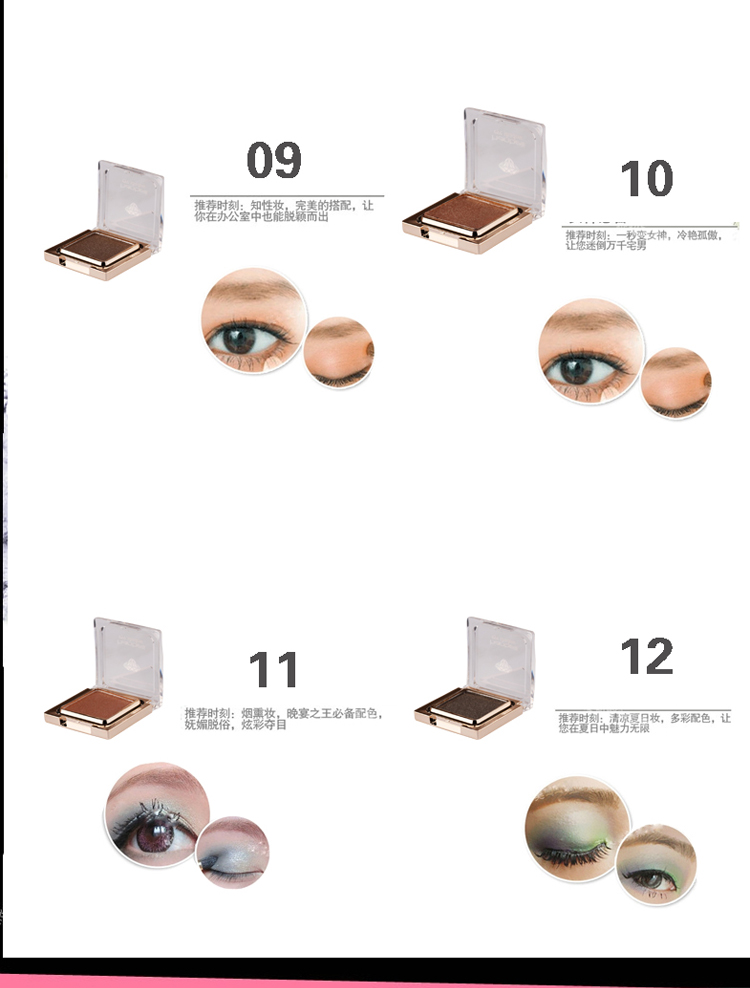 09
推荐时刻：知性妆，完美的搭配，让
你在办公室中也能脱颖而出
10
推荐时刻：一秒变女神，冷艳孤傲，
让您迷倒万千宅男
11
推荐时刻：烟熏妆，晚宴之王必备配色，
妩媚脱俗，炫彩夺目
12
推荐时刻：清凉夏日妆，多彩配色，让
您在夏日中魅力无限